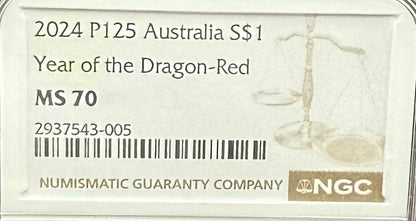 2024 P125 Australia S$1
Year of the Dragon-Red
MS 70
2937543-005
NUMISMATIC GUARANTY COMPANY NGC